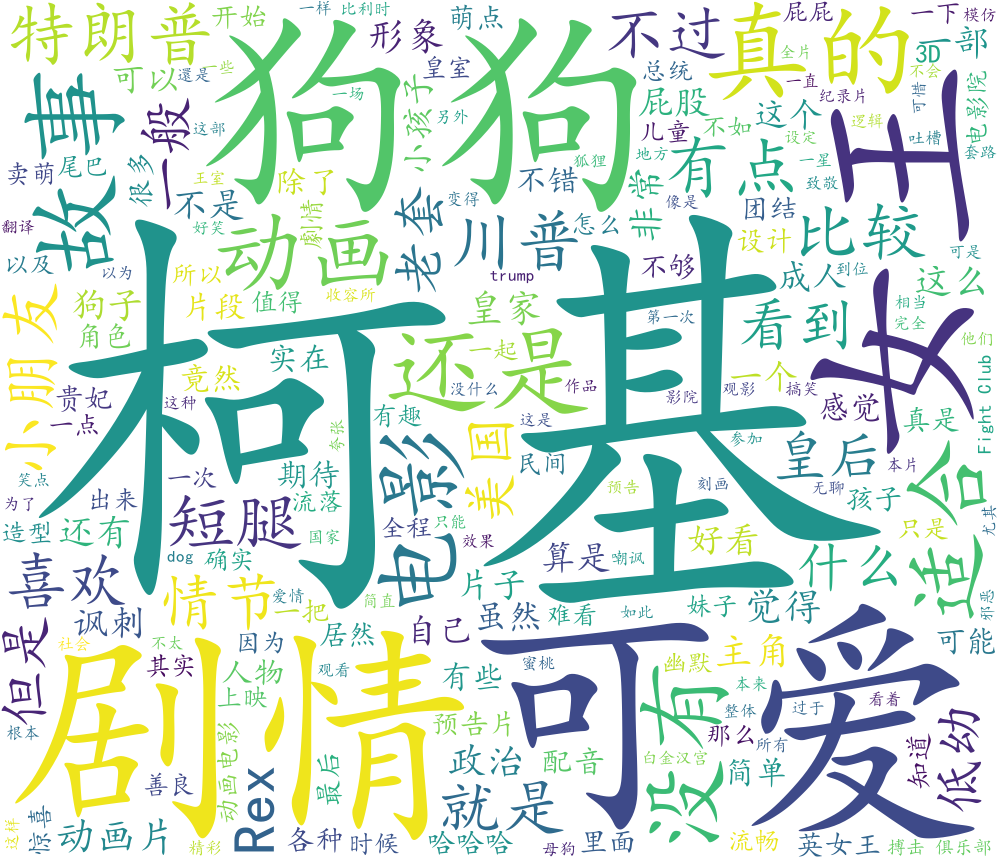 一样
比利时
开始
特朗普
形象
萌点
不过
屁屁
一下
模仿
可以
還是
一些
皇室
真的
全片
3D
一部
狗狗
总统
不会
故事
一般
一场
小孩子
另外
屁股
这个
一直
纪录片
可惜
电影院
这部
儿童
不如
设定
逻辑
吐槽
套路
卖萌
尾巴
很多
王室
除了
不错
狐狸
地方
非常
有点
一星
致敬
女王
翻译
不是
好笑
劇情
老套
变得
川普
怎么
像是
团结
设计
比较
以及
以为
所以
动画
收容所
trump
不够
成人
到位
可是
这么
小朋友
狗子
角色
片段
值得
皇家
第一次
看到
相当
完全
他们
柯基
实在
还是
一起
贵妃
一点
这种
竟然
没什么
作品
影院
观影
一个
搞笑
感觉
真是
Fight Club
有趣
夸张
电影
美国
这是
民间
参加
皇后
本片
笑点
为了
出来
一次
期待
流落
短腿
全程
只能
预告
刻画
无聊
孩子
适合
只是
尤其
造型
还有
dog
确实
国家
效果
算是
嘲讽
好看
什么
喜欢
情节
爱情
一把
简直
片子
虽然
难看
如此
妹子
觉得
邪恶
讽刺
但是
社会
不太
因为
居然
自己
可能
剧情
其实
人物
上映
观看
有些
蜜桃
可爱
没有
幽默
主角
本来
整体
过于
看着
根本
预告片
那么
所有
知道
低幼
善良
动画电影
最后
政治
配音
白金汉宫
简单
这样
惊喜
动画片
精彩
Rex
各种
时候
就是
哈哈哈
母狗
里面
流畅
英女王
搏击
俱乐部